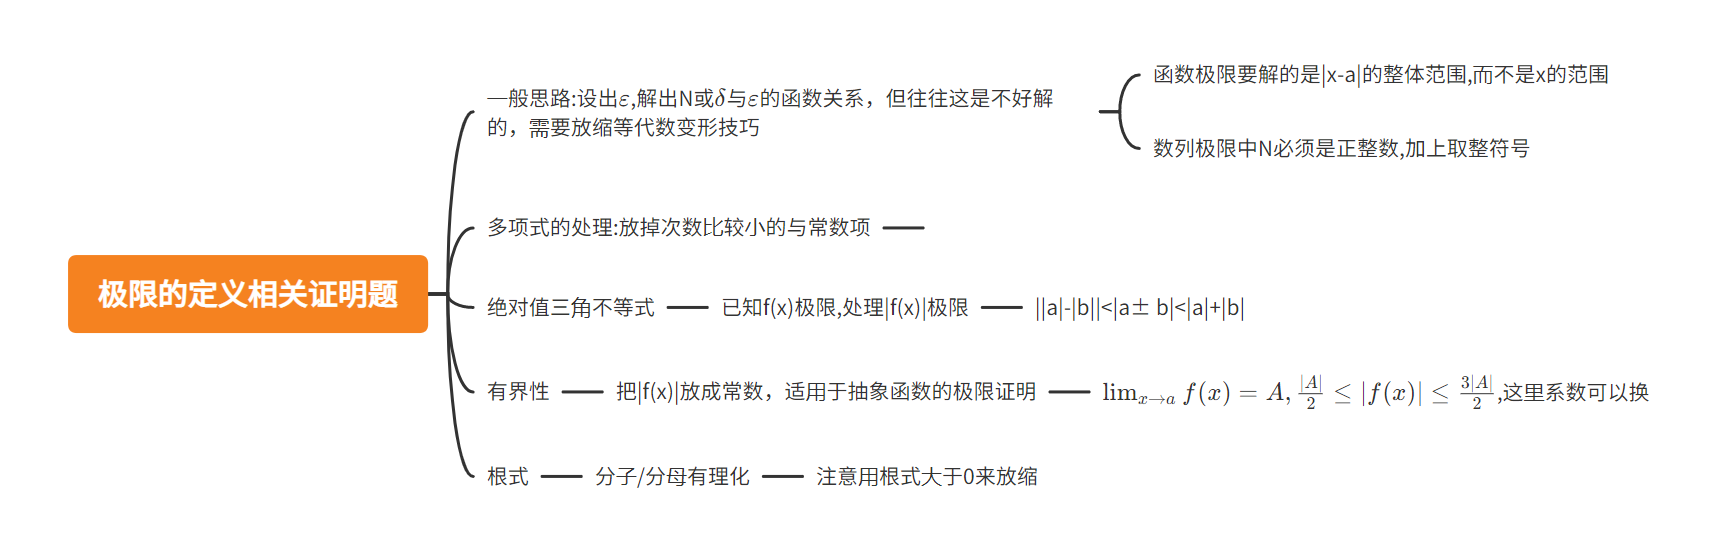 极限的定义相关证明题
一般思路:设出ε,解出N或δ与ε的函数关系，但往往这是不好解
的，需要放缩等代数变形技巧
函数极限要解的是|x-a|的整体范围,而不是x的范围
数列极限中N必须是正整数,加上取整符号
多项式的处理:放掉次数比较小的与常数项
绝对值三角不等式
已知f(x)极限,处理|f(x)|极限
||a|-|b||<|a± b|<|a|+|b|
有界性
把|f(x)|放成常数，适用于抽象函数的极限证明
lim_{x→a} f(x) = A, |A|/2 ≤ |f(x)| ≤ 3|A|/2 ,这里系数可以换
根式
分子/分母有理化
注意用根式大于0来放缩